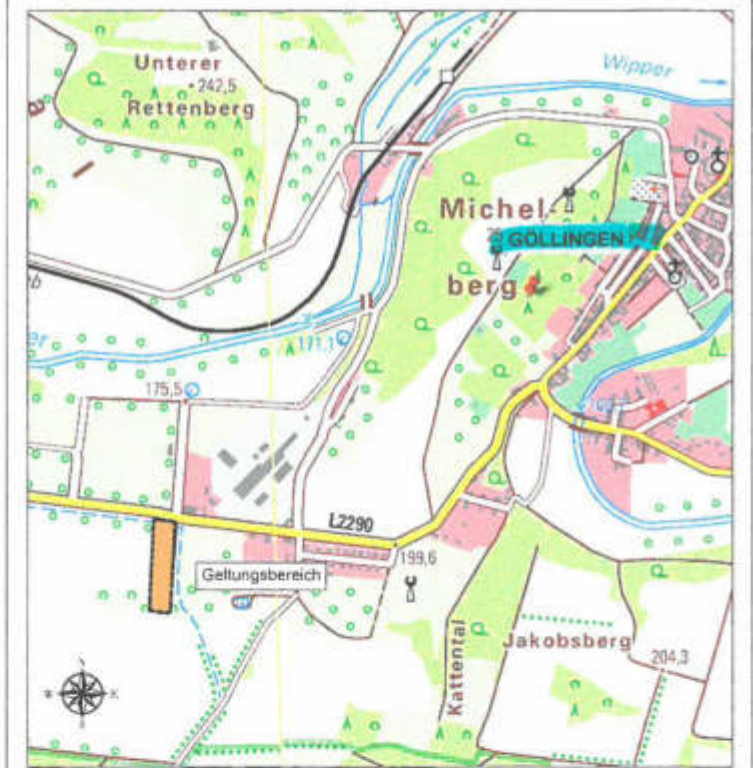 Unterer
242,5
Rettenberg
Wipper
Michel-
GÖLLINGEN
berg
171,1
175,5
L2290
199,6
Geltungsbereich
Kattental
Jakobsberg
204,3